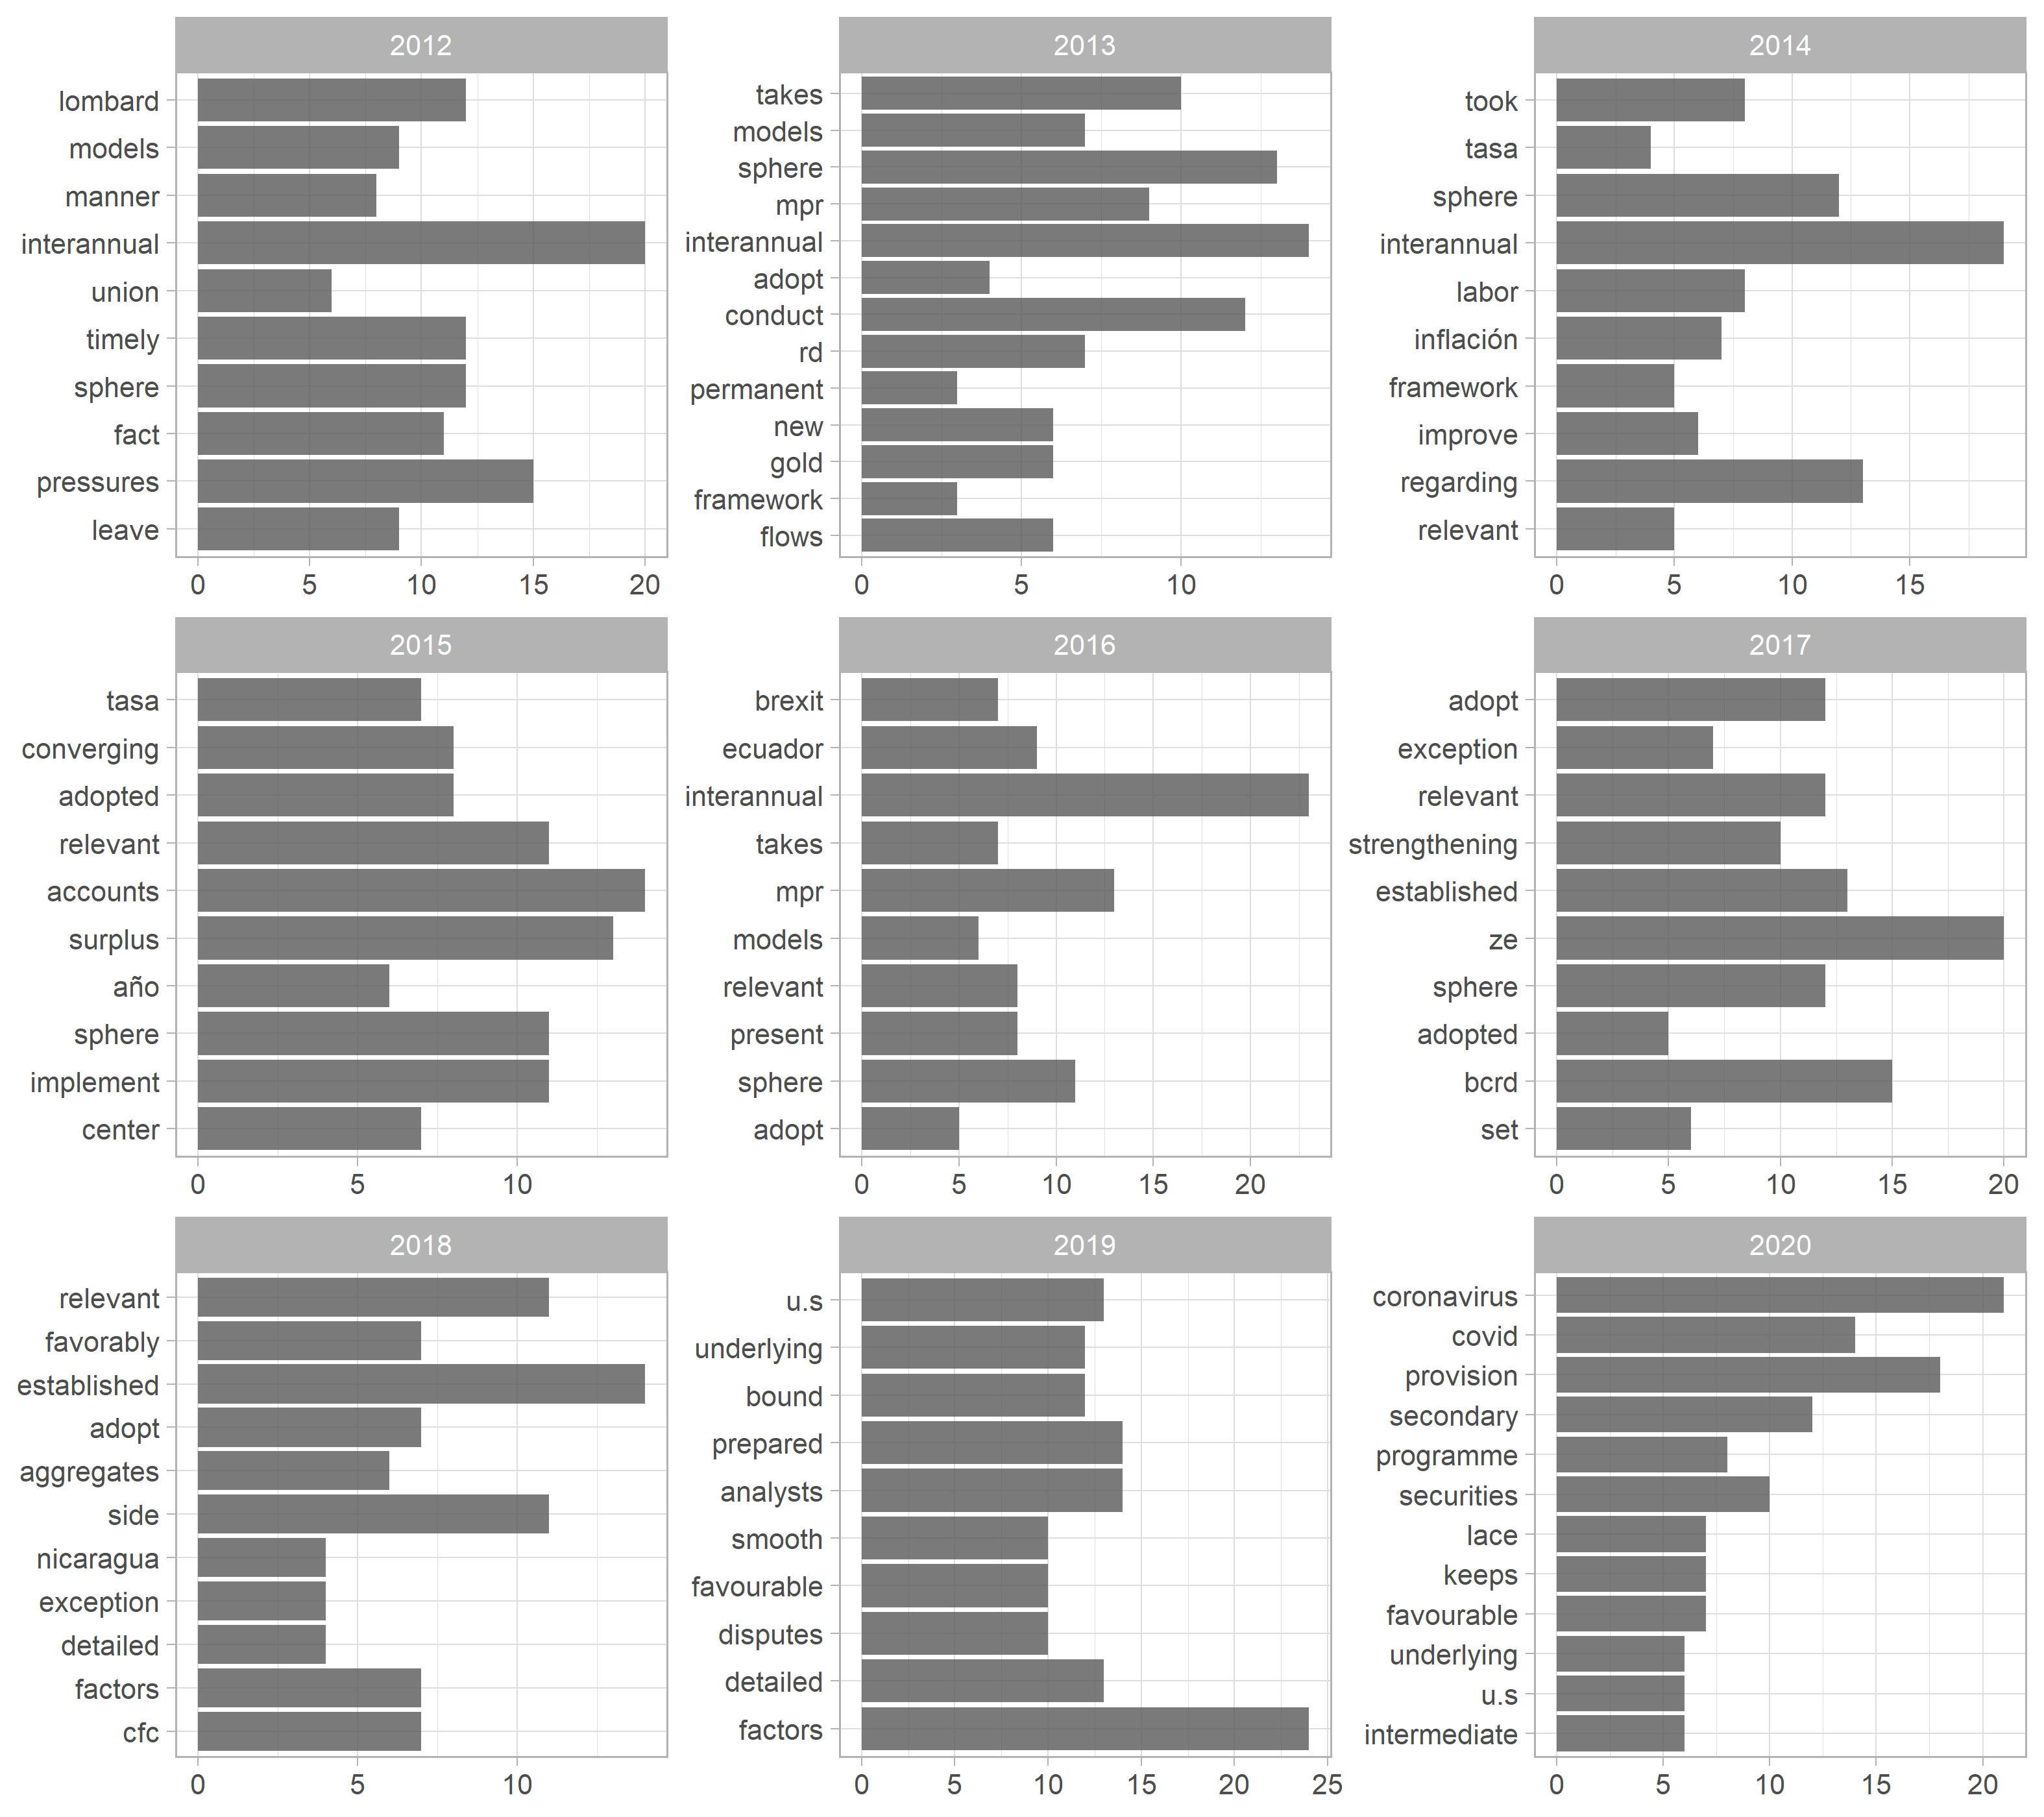 2012
lombard
models
manner
interannual
union
timely
sphere
fact
pressures
leave
0 5 10 15 20
2013
takes
models
sphere
mpr
interannual
adopt
conduct
rd
permanent
new
gold
framework
flows
0 5 10
2014
took
tasa
sphere
interannual
labor
inflación
framework
improve
regarding
relevant
0 5 10 15
2015
tasa
converging
adopted
relevant
accounts
surplus
año
sphere
implement
center
0 5 10
2016
brexit
ecuador
interannual
takes
mpr
models
relevant
present
sphere
adopt
0 5 10 15 20
2017
adopt
exception
relevant
strengthening
established
ze
sphere
adopted
bcrd
set
0 5 10 15 20
2018
relevant
favorably
established
adopt
aggregates
side
nicaragua
exception
detailed
factors
cfc
0 5 10
2019
u.s
underlying
bound
prepared
analysts
smooth
favourable
disputes
detailed
factors
0 5 10 15 20 25
2020
coronavirus
covid
provision
secondary
programme
securities
lace
keeps
favourable
underlying
u.s
intermediate
0 5 10 15 20